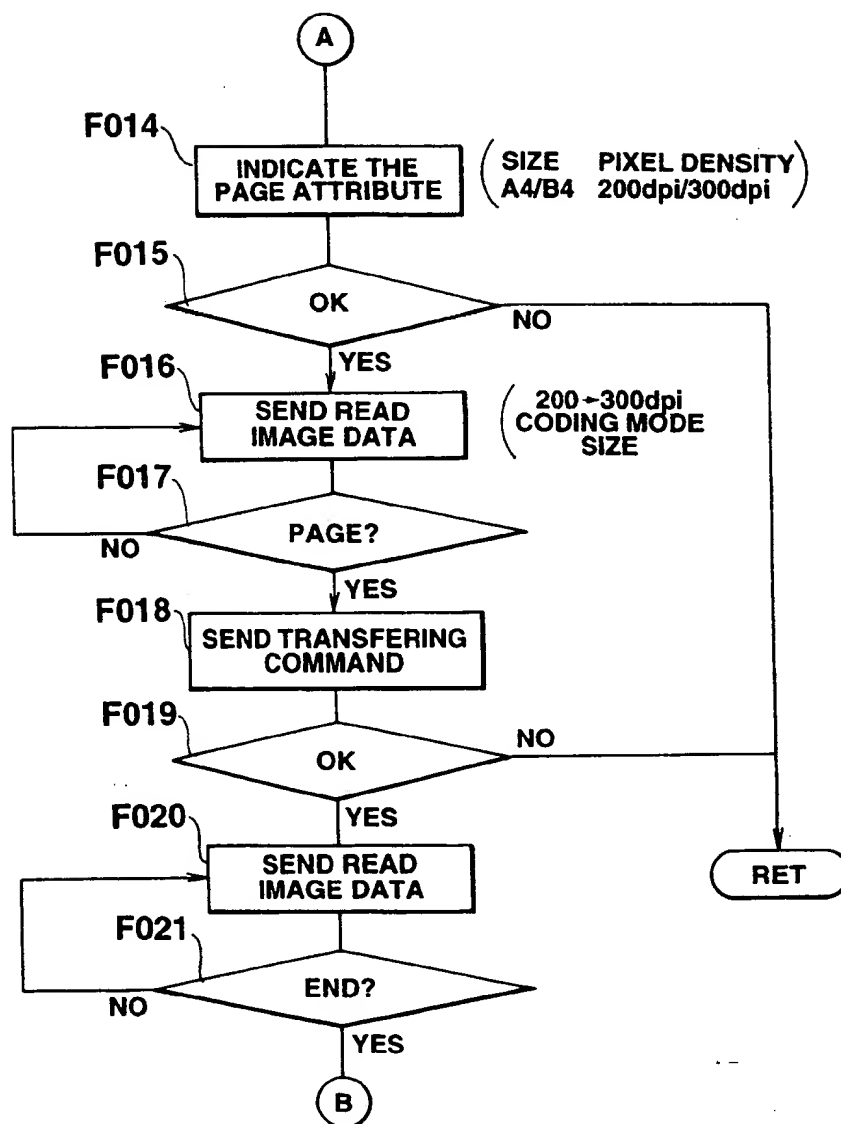 A
F014
INDICATE THE
PAGE ATTRIBUTE
SIZE PIXEL DENSITY
A4/B4 200dpi/300dpi
F015
OK
NO
YES
F016
SEND READ
IMAGE DATA
200→300dpi
CODING MODE
SIZE
F017
PAGE?
NO
YES
F018
SEND TRANSFERING
COMMAND
F019
OK
NO
YES
F020
SEND READ
IMAGE DATA
RET
F021
END?
NO
YES
B